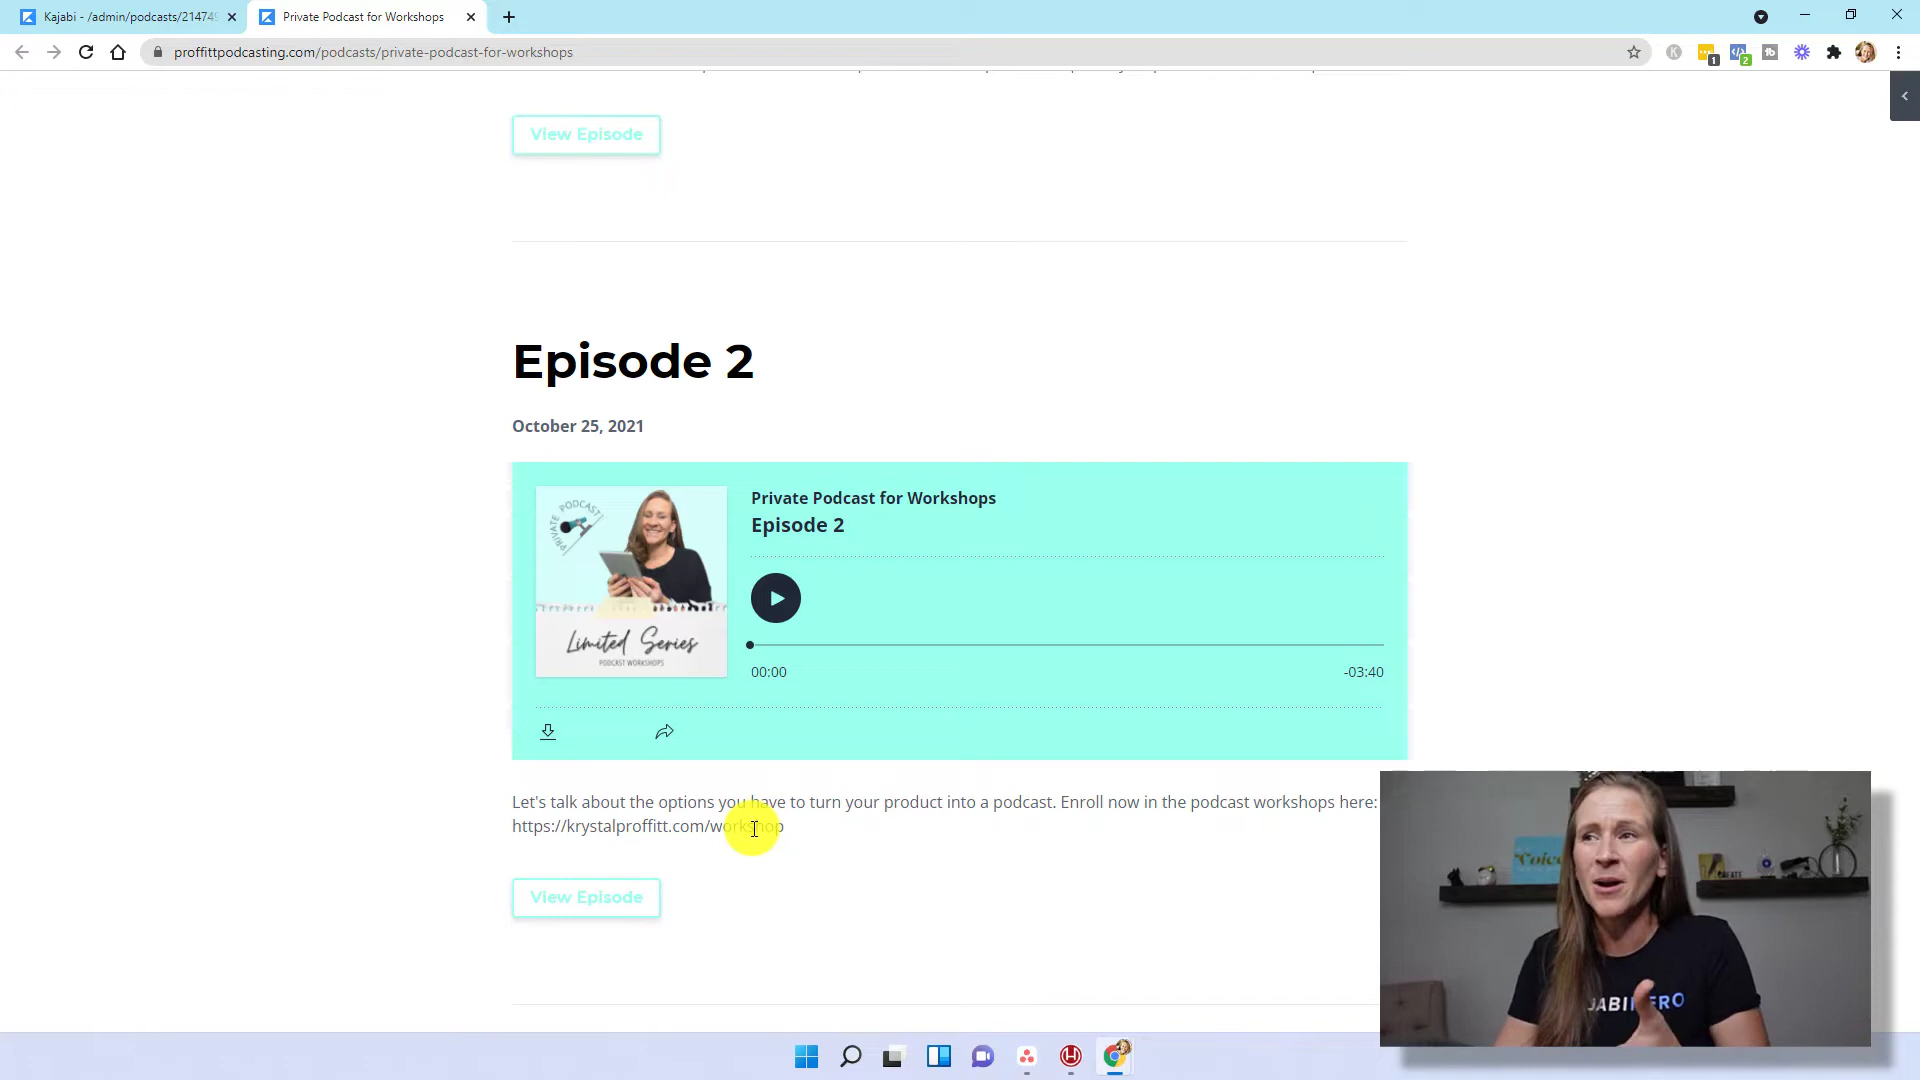 Kajabi - /admin/podcasts/21474
Private Podcast for Workshops
proffittpodcasting.com/podcasts/private-podcast-for-workshops
1
2
View Episode
Episode 2
October 25, 2021
PRIVATE PODCAST
Limited Series
PODCAST WORKSHOPS
Private Podcast for Workshops
Episode 2
00:00
-03:40
Let's talk about the options you have to turn your product into a podcast. Enroll now in the podcast workshops here:
https://krystalproffitt.com/workshop
View Episode